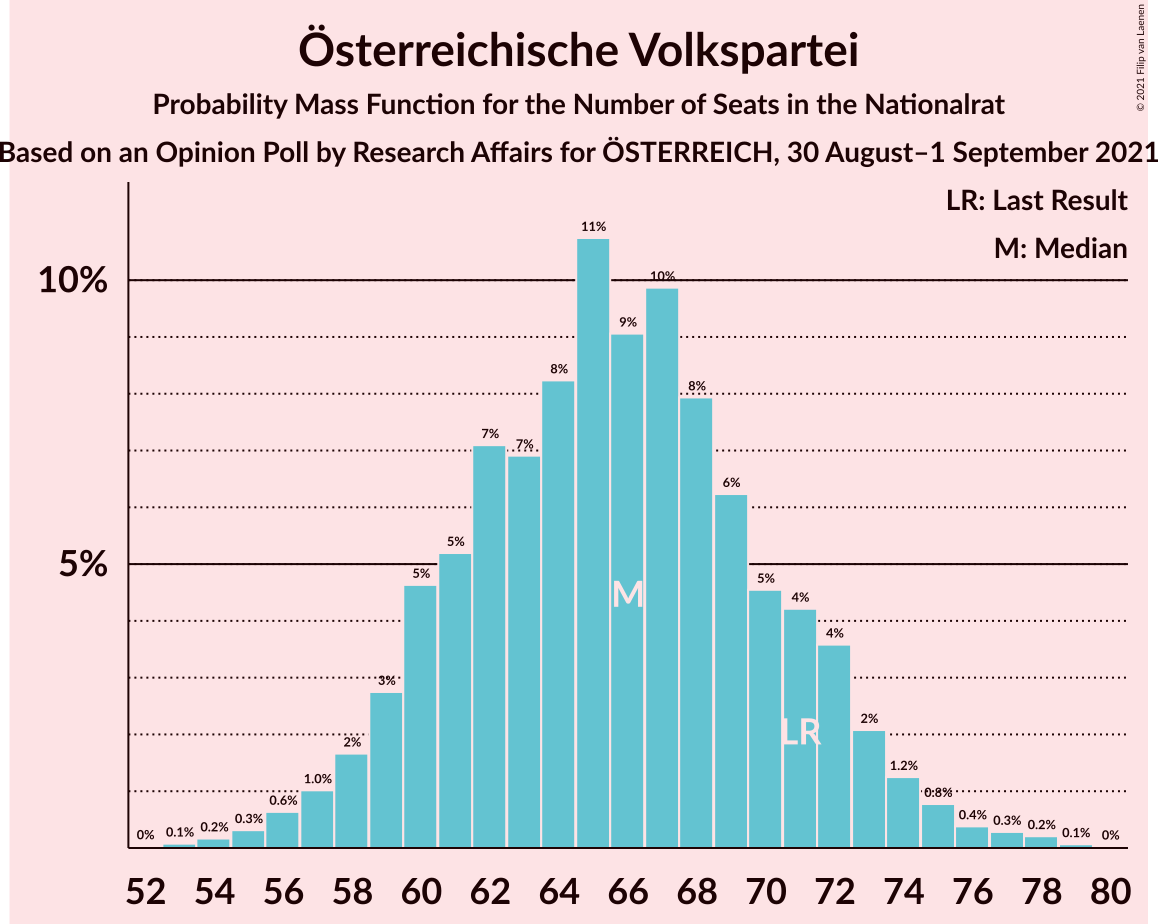 Österreichische Volkspartei
Probability Mass Function for the Number of Seats in the Nationalrat
Based on an Opinion Poll by Research Affairs for ÖSTERREICH, 30 August–1 September 2021
© 2021 Filip van Laenen
LR: Last Result
M: Median
10%
5%
0% 0.1% 0.2% 0.3% 0.6% 1.0% 2% 3% 5% 5% 7% 7% 8% 11% 9% 10% 8% 6% 5% 4% 4% 2% 1.2% 0.8% 0.4% 0.3% 0.2% 0.1% 0%
M
LR
52 54 56 58 60 62 64 66 68 70 72 74 76 78 80